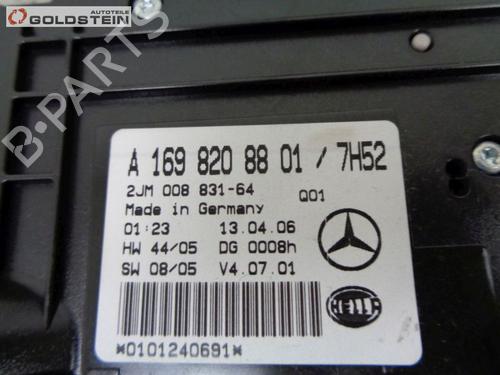 Autoteile
GOLDSTEIN
A 169 820 88 01 / 7H52
2JM 008 831-64 Q01
Made in Germany
01:23 13.04.06
HW 44/05 DG 0008h
SW 08/05 V4.07.01
HELLA
*0101240691*